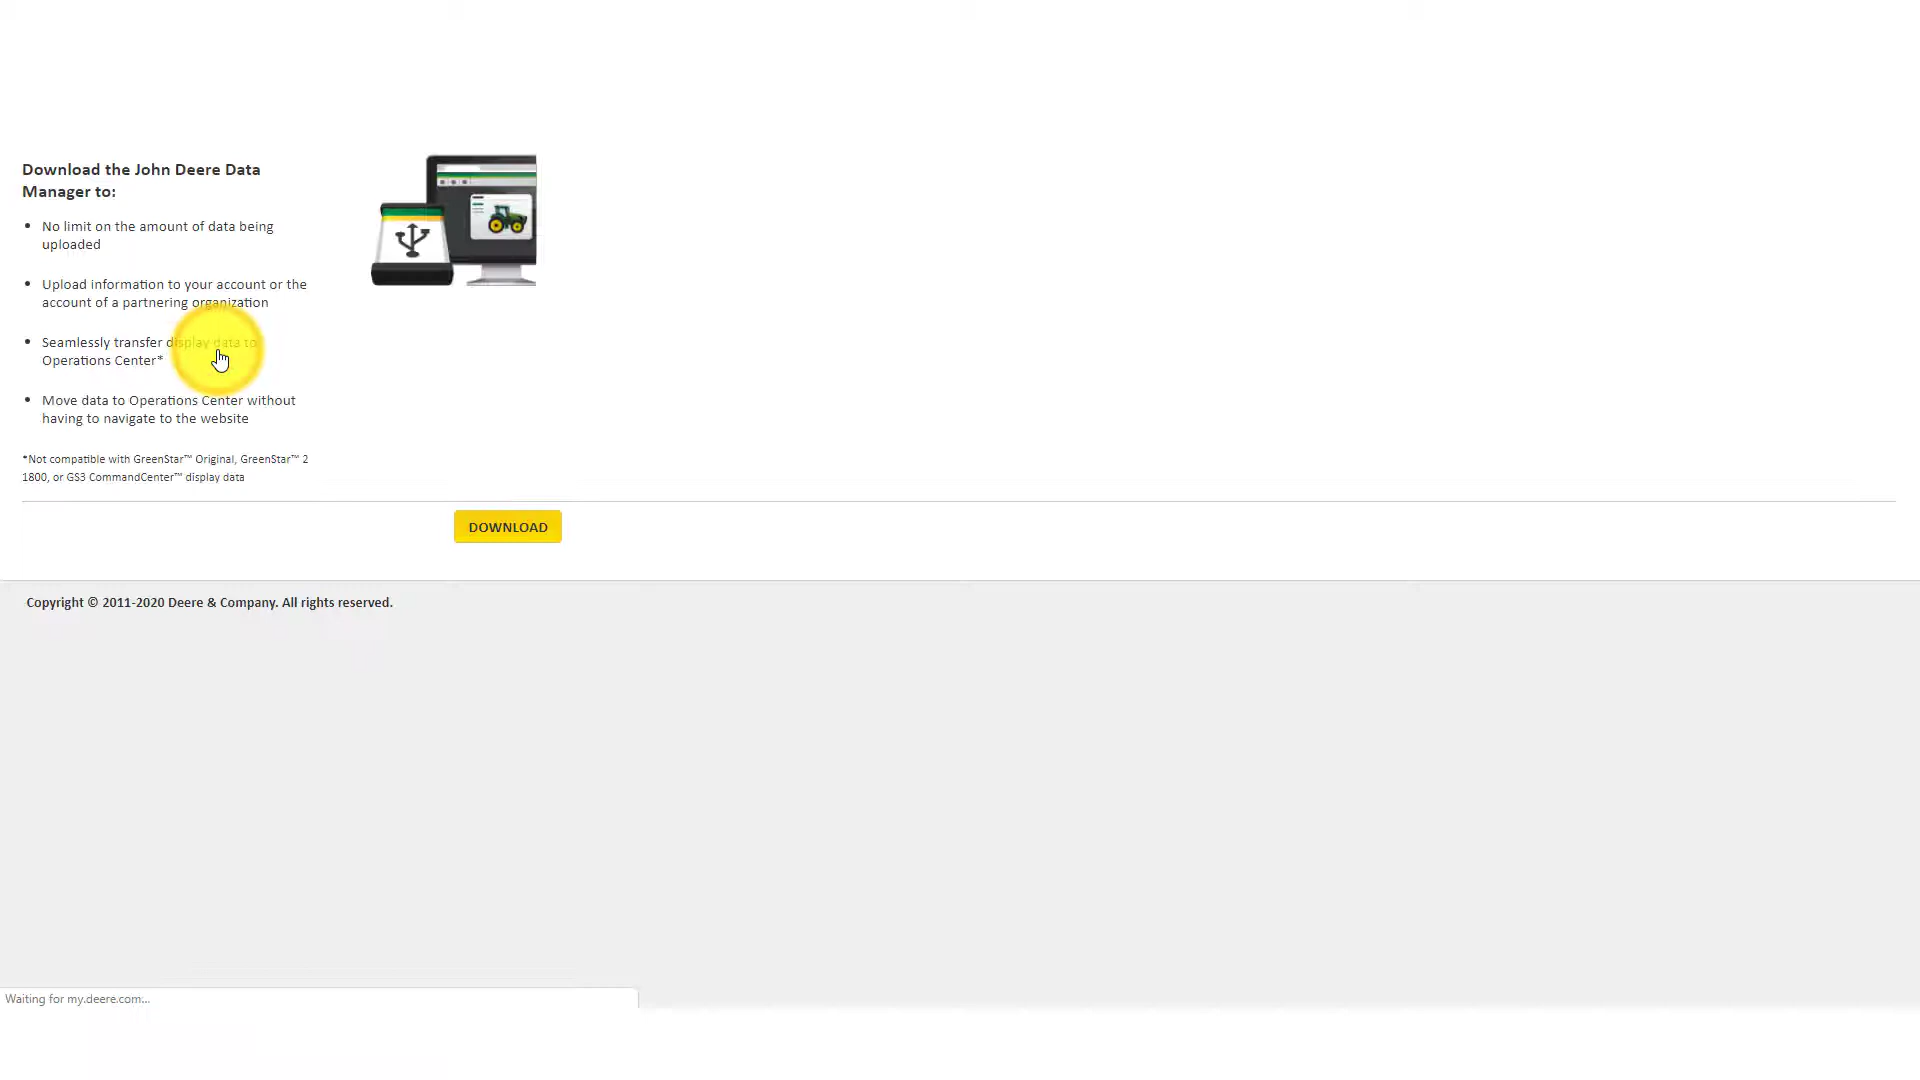 Download the John Deere Data
Manager to:
• No limit on the amount of data being
uploaded
• Upload information to your account or the
account of a partnering organization
• Seamlessly transfer display data to
Operations Center*
• Move data to Operations Center without
having to navigate to the website
*Not compatible with GreenStar™ Original, GreenStar™ 2
1800, or GS3 CommandCenter™ display data
DOWNLOAD
Copyright © 2011-2020 Deere & Company. All rights reserved.
Waiting for my.deere.com...